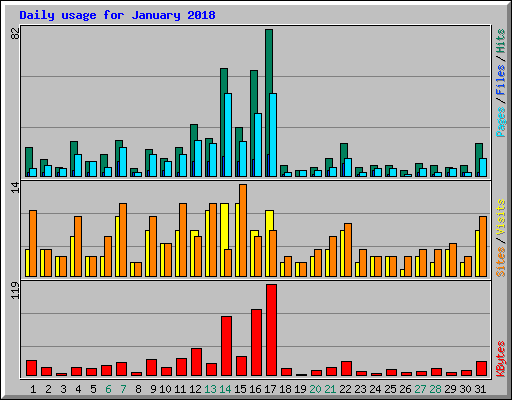 Daily usage for January 2018
82
Pages / Files / Hits
14
Sites / Visits
119
KBytes
1 2 3 4 5 6 7 8 9 10 11 12 13 14 15 16 17 18 19 20 21 22 23 24 25 26 27 28 29 30 31